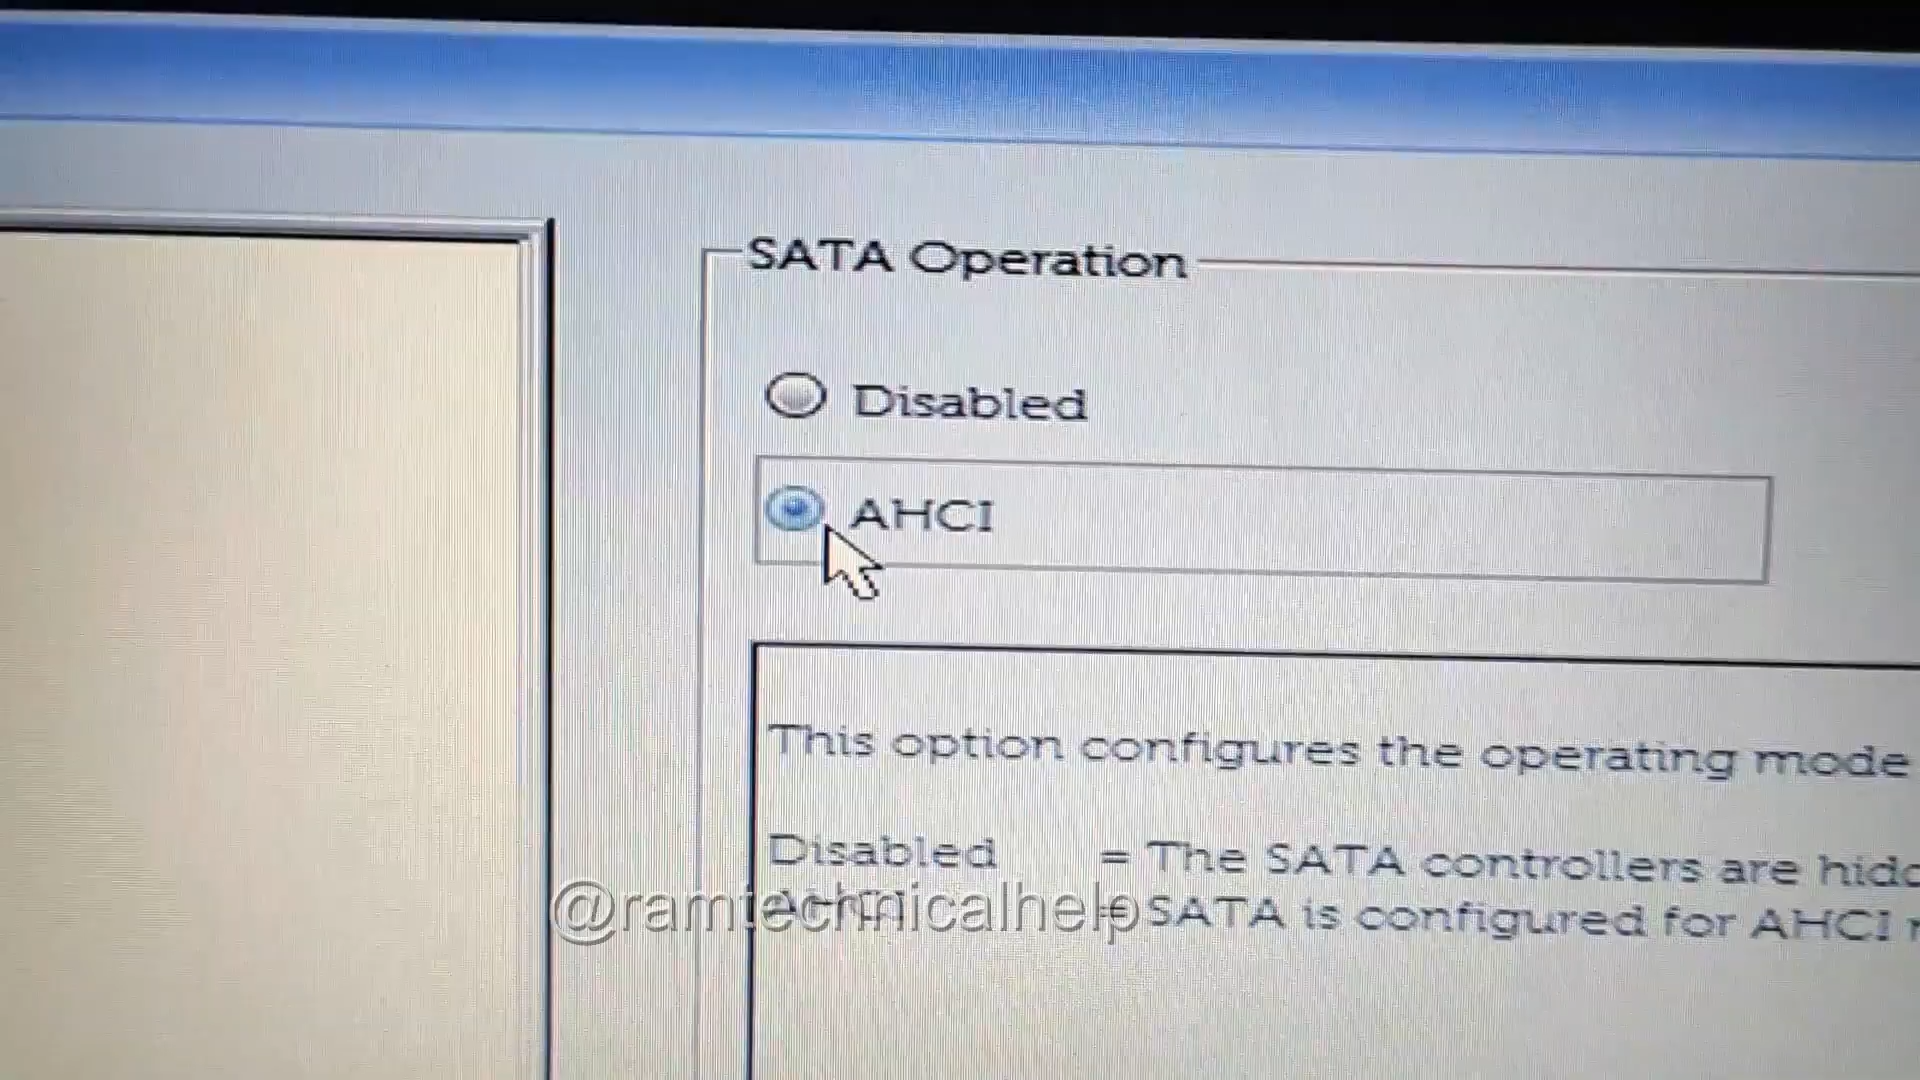 SATA Operation
Disabled
AHCI
This option configures the operating mode
Disabled = The SATA controllers are
= SATA is configured for AHCI
@ramtechnicalhelp